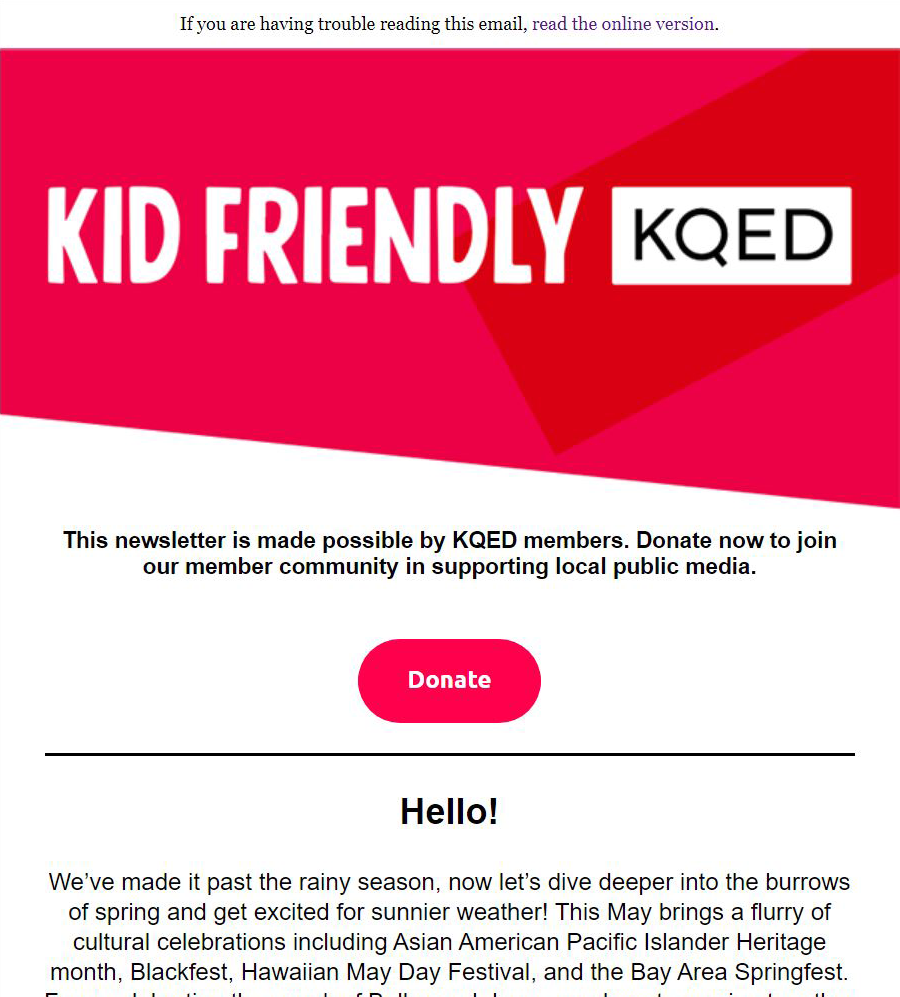 If you are having trouble reading this email, read the online version.
KID FRIENDLY KQED
This newsletter is made possible by KQED members. Donate now to join
our member community in supporting local public media.
Donate
Hello!
We’ve made it past the rainy season, now let’s dive deeper into the burrows
of spring and get excited for sunnier weather! This May brings a flurry of
cultural celebrations including Asian American Pacific Islander Heritage
month, Blackfest, Hawaiian May Day Festival, and the Bay Area Springfest.